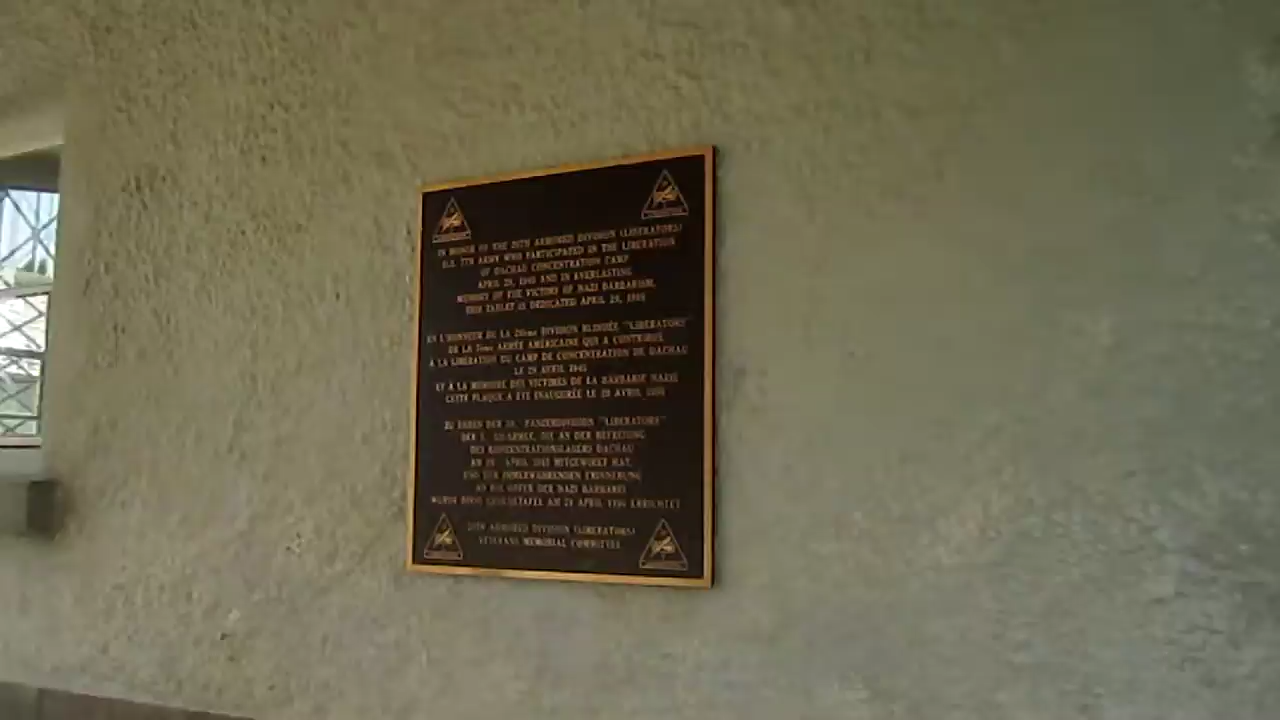 IN HONOR OF THE 20TH ARMORED DIVISION (LIBERATORS)
U.S. 7TH ARMY WHO PARTICIPATED IN THE LIBERATION
OF DACHAU CONCENTRATION CAMP
APRIL 29, 1945 AND IN EVERLASTING
MEMORY OF THE VICTIMS OF NAZI BARBARISM,
THIS TABLET IS DEDICATED APRIL 29,
EN L'HONNEUR DE LA 20ème DIVISION BLINDÉE "LIBERATORS"
DE LA 7ème ARMÉE AMÉRICAINE QUI A CONTRIBUÉ
A LA LIBÉRATION DU CAMP DE CONCENTRATION DE DACHAU
LE 29 AVRIL 1945
ET A LA MÉMOIRE DES VICTIMES DE LA BARBARIE NAZIE
CETTE PLAQUE A ÉTÉ INAUGURÉE LE 29 AVRIL
ZU EHREN DER 20. PANZERDIVISION "LIBERATORS"
DER 7. US-ARMEE, DIE AN DER BEFREIUNG
DES KONZENTRATIONSLAGERS DACHAU
AM 29. APRIL 1945 MITGEWIRKT HAT,
UND ZUR IMMERWÄHRENDEN ERINNERUNG
AN DIE OPFER DER NAZI BARBAREI
WURDE DIESE GEDENKTAFEL AM 29 APRIL ERRICHTET
20TH ARMORED DIVISION (LIBERATORS)
VETERANS MEMORIAL COMMITTEE